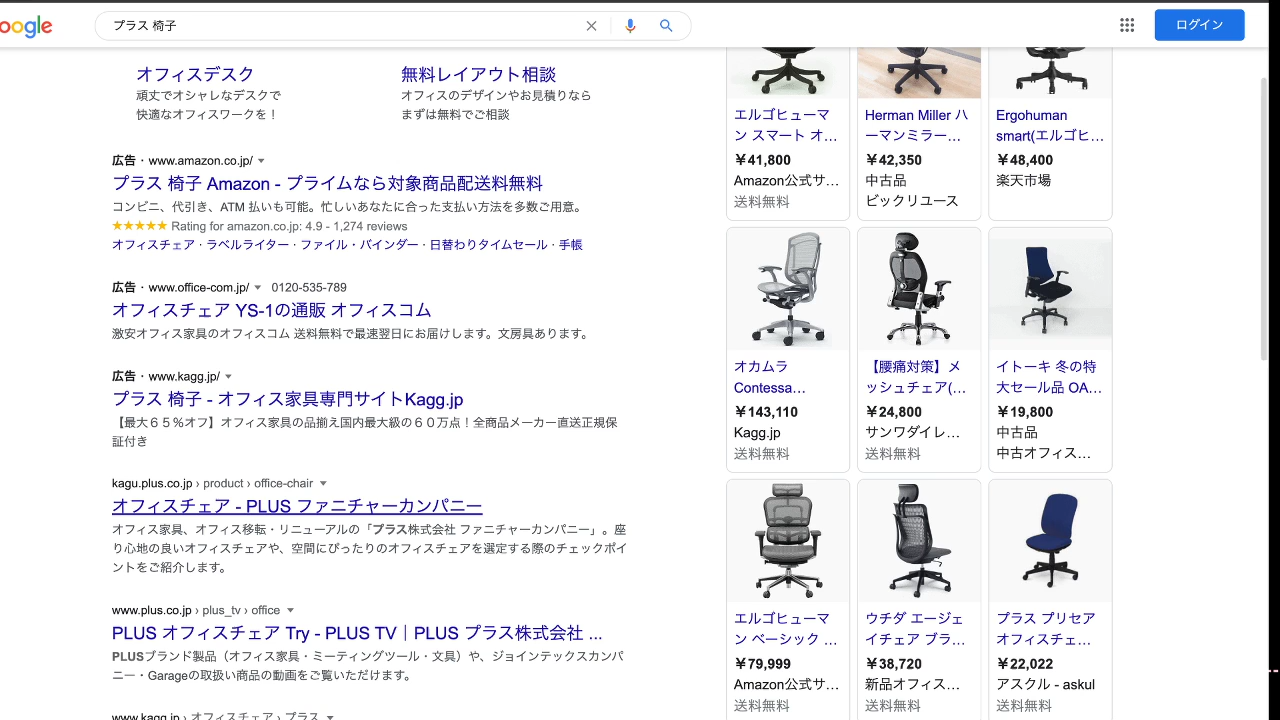 oogle
プラス 椅子
ログイン
オフィスデスク
頑丈でオシャレなデスクで
快適なオフィスワークを！
無料レイアウト相談
オフィスのデザインやお見積りなら
まずは無料でご相談
広告・www.amazon.co.jp/
プラス 椅子 Amazon - プライムなら対象商品配送料無料
コンビニ、代引き、ATM 払いも可能。忙しいあなたに合った支払い方法を多数ご用意。
★★★★★ Rating for amazon.co.jp: 4.9 - 1,274 reviews
オフィスチェア · ラベルライター · ファイル・バインダー · 日替わりタイムセール · 手帳
広告・www.office-com.jp/ 0120-535-789
オフィスチェア YS-1の通販 オフィスコム
激安オフィス家具のオフィスコム 送料無料で最速翌日にお届けします。文房具あります。
広告・www.kagg.jp/
プラス 椅子 - オフィス家具専門サイトKagg.jp
【最大６５％オフ】オフィス家具の品揃え国内最大級の６０万点！全商品メーカー直送正規保
証付き
kagu.plus.co.jp › product › office-chair
オフィスチェア - PLUS ファニチャーカンパニー
オフィス家具、オフィス移転・リニューアルの「プラス株式会社 ファニチャーカンパニー」。座
り心地の良いオフィスチェアや、空間にぴったりのオフィスチェアを選定する際のチェックポイ
ントをご紹介します。
www.plus.co.jp › plus_tv › office
PLUS オフィスチェア Try - PLUS TV｜PLUS プラス株式会社 ...
PLUSブランド製品（オフィス家具・ミーティングツール・文具）や、ジョインテックスカンパ
ニー・Garageの取扱い商品の動画をご覧いただけます。
www.kagg.jp › オフィスチェア › プラス
エルゴヒューマ
ン スマート オ…
￥41,800
Amazon公式サ…
送料無料
Herman Miller ハ
ーマンミラー…
￥42,350
中古品
ビックリユース
Ergohuman
smart(エルゴヒ…
￥48,400
楽天市場
オカムラ
Contessa…
￥143,110
Kagg.jp
送料無料
【腰痛対策】メ
ッシュチェア(…
￥24,800
サンワダイレ…
送料無料
イトーキ 冬の特
大セール品 OA…
￥19,800
中古品
中古オフィス…
エルゴヒューマ
ン ベーシック …
￥79,999
Amazon公式サ…
送料無料
ウチダ エージェ
イチェア ブラ…
￥38,720
新品オフィス…
送料無料
プラス プリセア
オフィスチェ…
￥22,022
アスクル - askul
送料無料